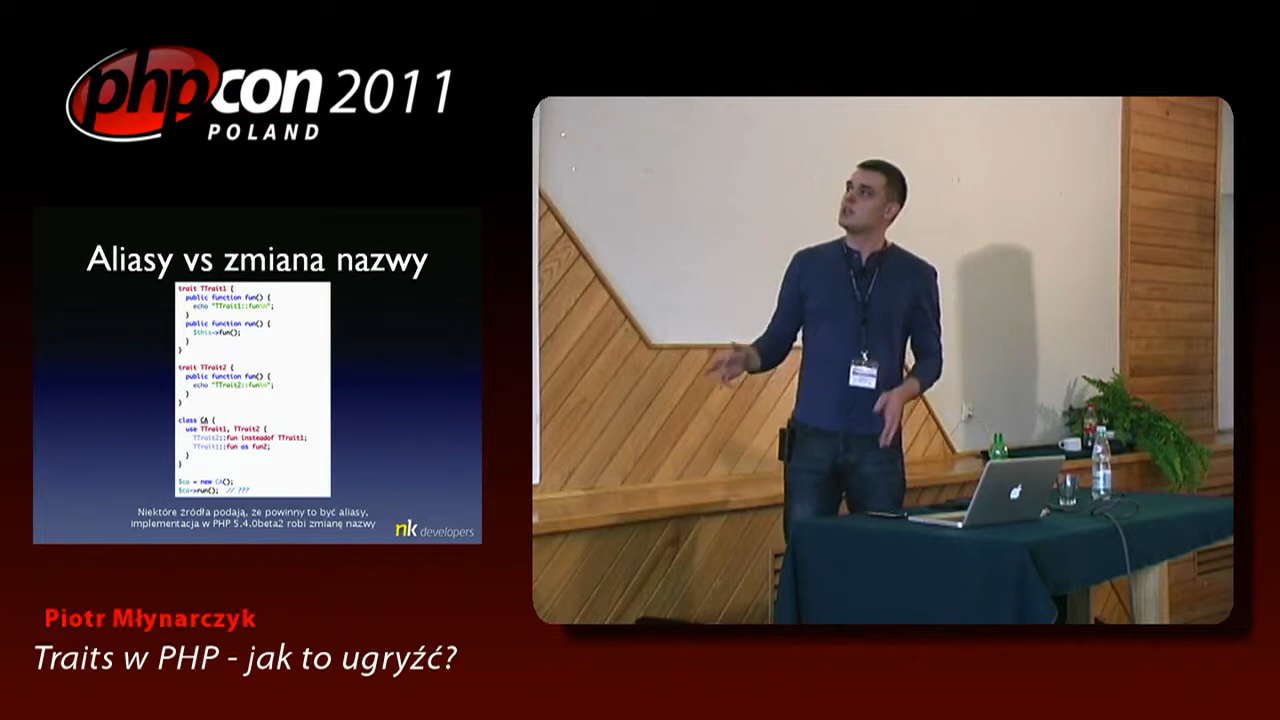 phpcon 2011
POLAND
Aliasy vs zmiana nazwy
trait TTrait1 {
public function fun() {
echo "TTrait1::fun\n";
}
public function run() {
$this->fun();
}
}
trait TTrait2 {
public function fun() {
echo "TTrait2::fun\n";
}
}
class CA {
use TTrait1, TTrait2 {
TTrait2::fun insteadof TTrait1;
TTrait1::fun as fun2;
}
}
$ca = new CA();
$ca->run(); // ???
Niektóre źródła podają, że powinny to być aliasy,
implementacja w PHP 5.4.0beta2 robi zmianę nazwy
nk developers
Piotr Młynarczyk
Traits w PHP - jak to ugryźć?